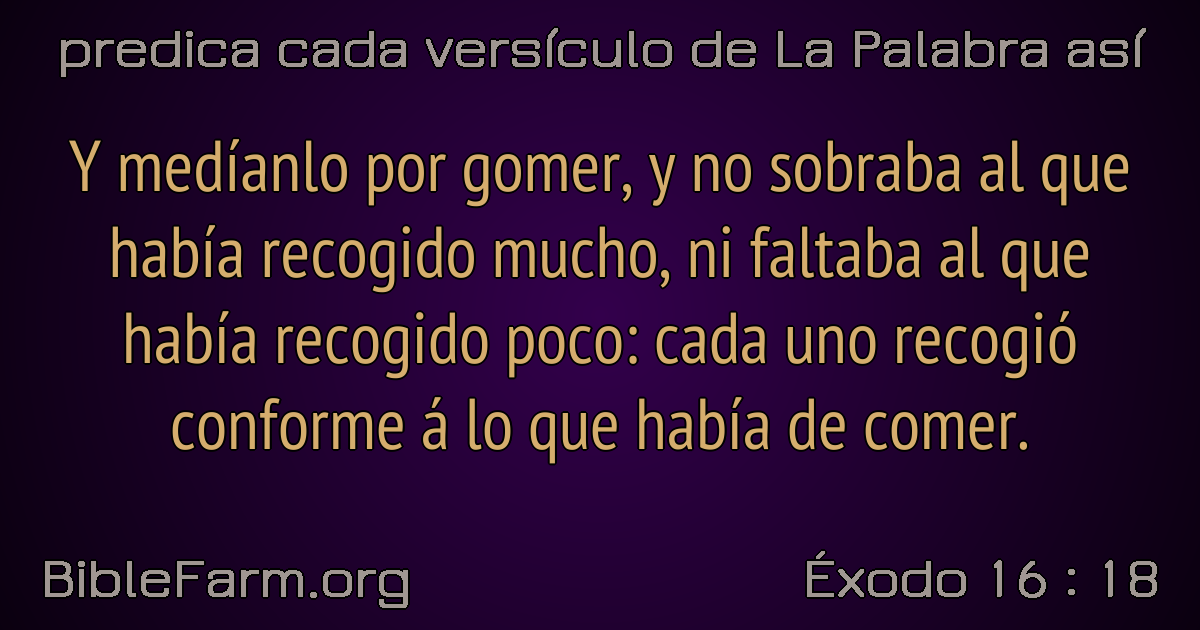 predica cada versículo de La Palabra así
Y medíanlo por gomer, y no sobraba al que
había recogido mucho, ni faltaba al que
había recogido poco: cada uno recogió
conforme á lo que había de comer.
BibleFarm.org
Éxodo 16 : 18